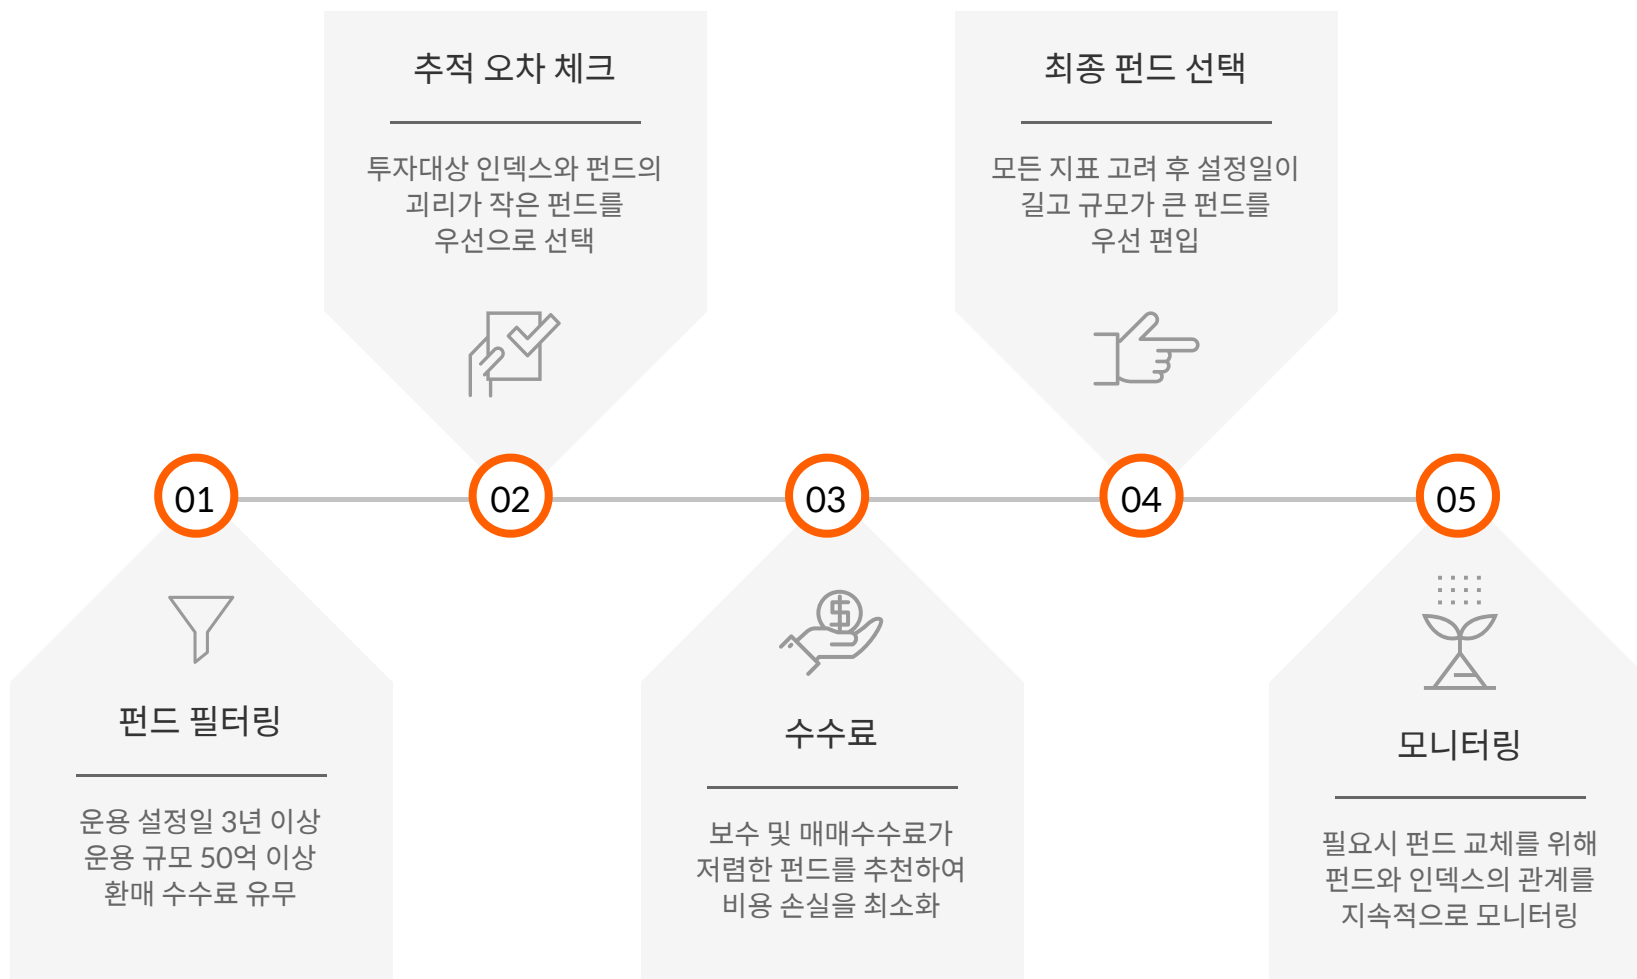 01
펀드 필터링
운용 설정일 3년 이상
운용 규모 50억 이상
환매 수수료 유무
추적 오차 체크
투자대상 인덱스와 펀드의
괴리가 작은 펀드를
우선으로 선택
02
03
수수료
보수 및 매매수수료가
저렴한 펀드를 추천하여
비용 손실을 최소화
최종 펀드 선택
모든 지표 고려 후 설정일이
길고 규모가 큰 펀드를
우선 편입
04
05
모니터링
필요시 펀드 교체를 위해
펀드와 인덱스의 관계를
지속적으로 모니터링